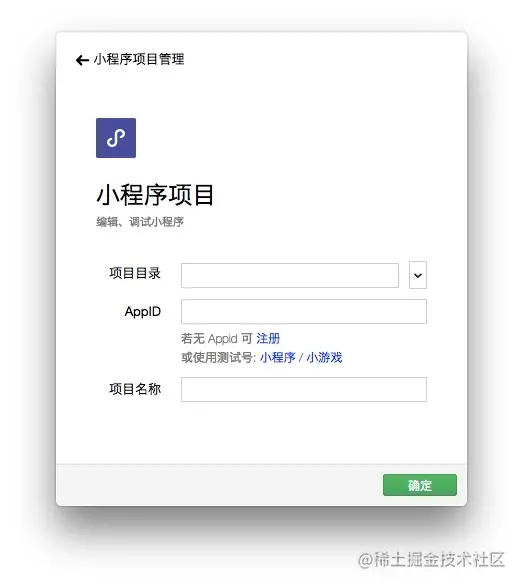 小程序项目管理
小程序项目
编辑、调试小程序
项目目录
AppID
若无 Appid 可 注册
或使用测试号: 小程序 / 小游戏
项目名称
确定
@稀土掘金技术社区